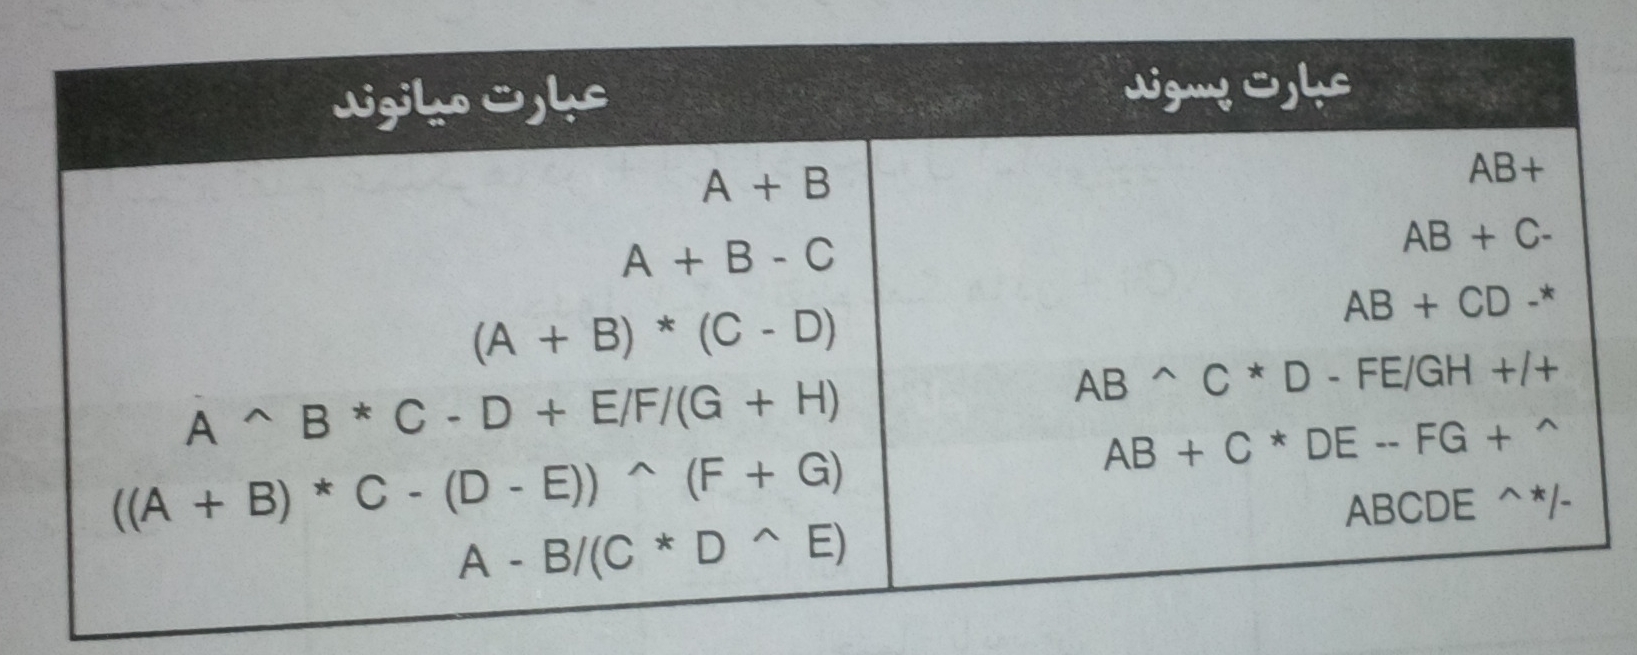 عبارت پسوند عبارت میانوند
A + B AB+
A + B - C AB + C-
(A + B) * (C - D) AB + CD -*
A ^ B * C - D + E/F/(G + H) AB ^ C * D - FE/GH +/+
((A + B) * C - (D - E)) ^ (F + G) AB + C * DE -- FG + ^
A - B/(C * D ^ E) ABCDE ^*/-